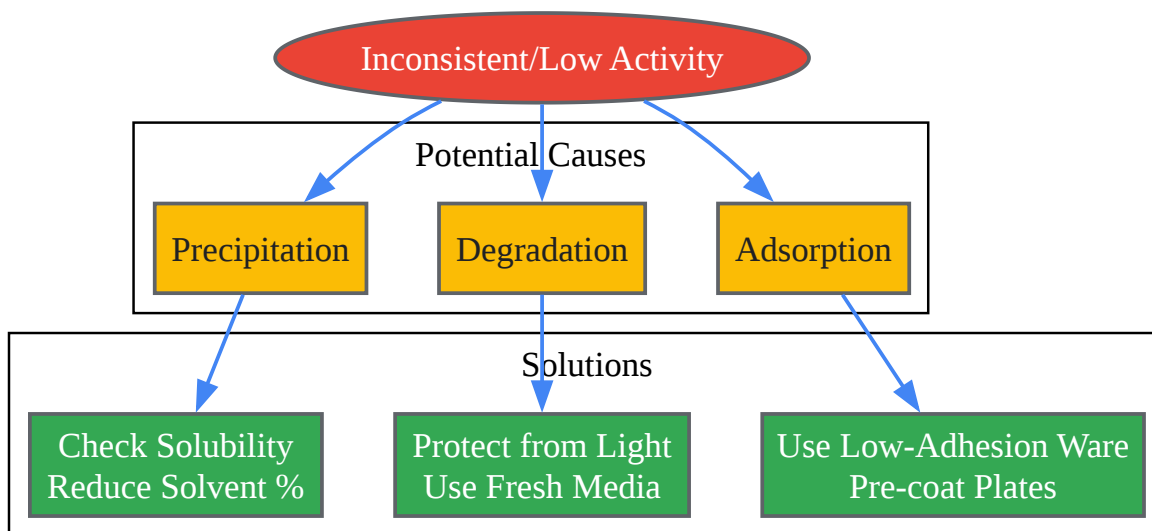 Inconsistent/Low Activity
Potential Causes
Precipitation
Degradation
Adsorption
Solutions
Check Solubility
Reduce Solvent %
Protect from Light
Use Fresh Media
Use Low-Adhesion Ware
Pre-coat Plates